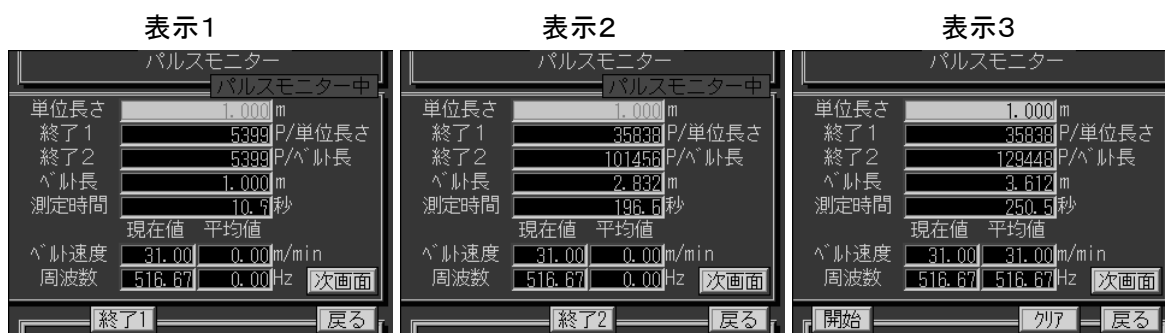 表示1
パルスモニター
パルスモニター中
単位長さ 1.000 m
終了1 5399 P/単位長さ
終了2 5399 P/ベルト長
ベルト長 1.000 m
測定時間 10.9 秒
現在値 平均値
ベルト速度 31.00 0.00 m/min
周波数 516.67 0.00 Hz 次画面
終了1 戻る
表示2
パルスモニター
パルスモニター中
単位長さ 1.000 m
終了1 35838 P/単位長さ
終了2 101456 P/ベルト長
ベルト長 2.832 m
測定時間 196.6 秒
現在値 平均値
ベルト速度 31.00 0.00 m/min
周波数 516.67 0.00 Hz 次画面
終了2 戻る
表示3
パルスモニター
単位長さ 1.000 m
終了1 35838 P/単位長さ
終了2 129448 P/ベルト長
ベルト長 3.612 m
測定時間 250.5 秒
現在値 平均値
ベルト速度 31.00 31.00 m/min
周波数 516.67 516.67 Hz 次画面
開始 クリア 戻る